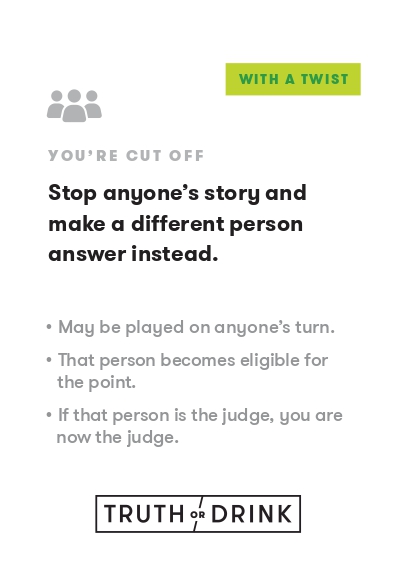 WITH A TWIST
YOU’RE CUT OFF
Stop anyone’s story and
make a different person
answer instead.
• May be played on anyone’s turn.
• That person becomes eligible for
the point.
• If that person is the judge, you are
now the judge.
TRUTH OR DRINK